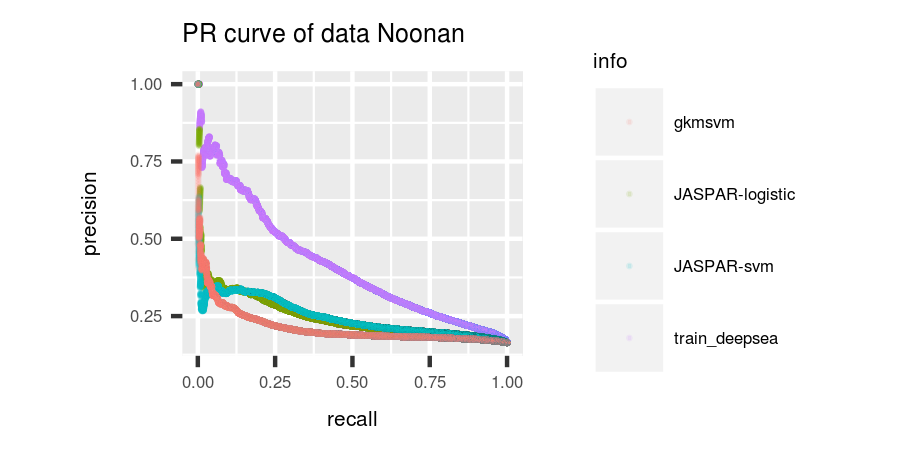 PR curve of data Noonan
precision
1.00
0.75
0.50
0.25
0.00 0.25 0.50 0.75 1.00
recall
info
gkmsvm
JASPAR-logistic
JASPAR-svm
train_deepsea